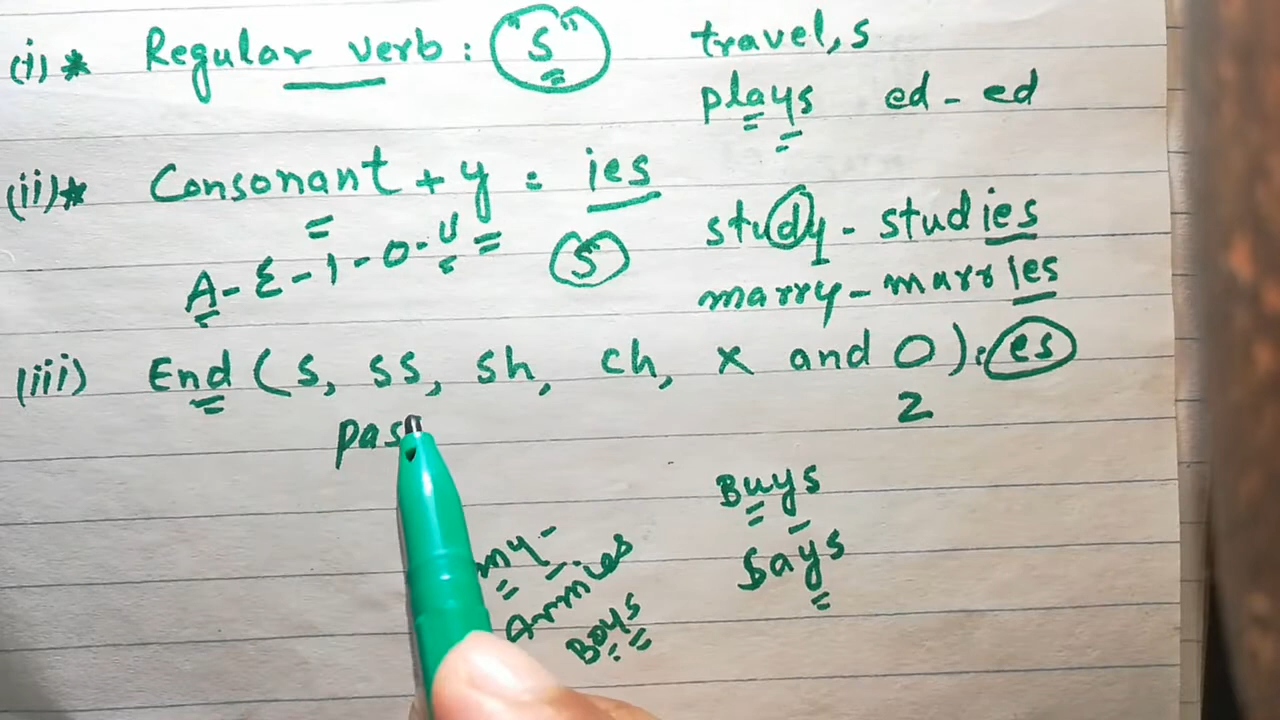 (i)* Regular verb : "S" travel,s
plays ed - ed
(ii)* Consonant + y = ies
A - E - I - O - U S study - studies
marry - marries
(iii) End (s, ss, sh, ch, x and O): es
pas 2
Buys
my - Says
Armies
Boys